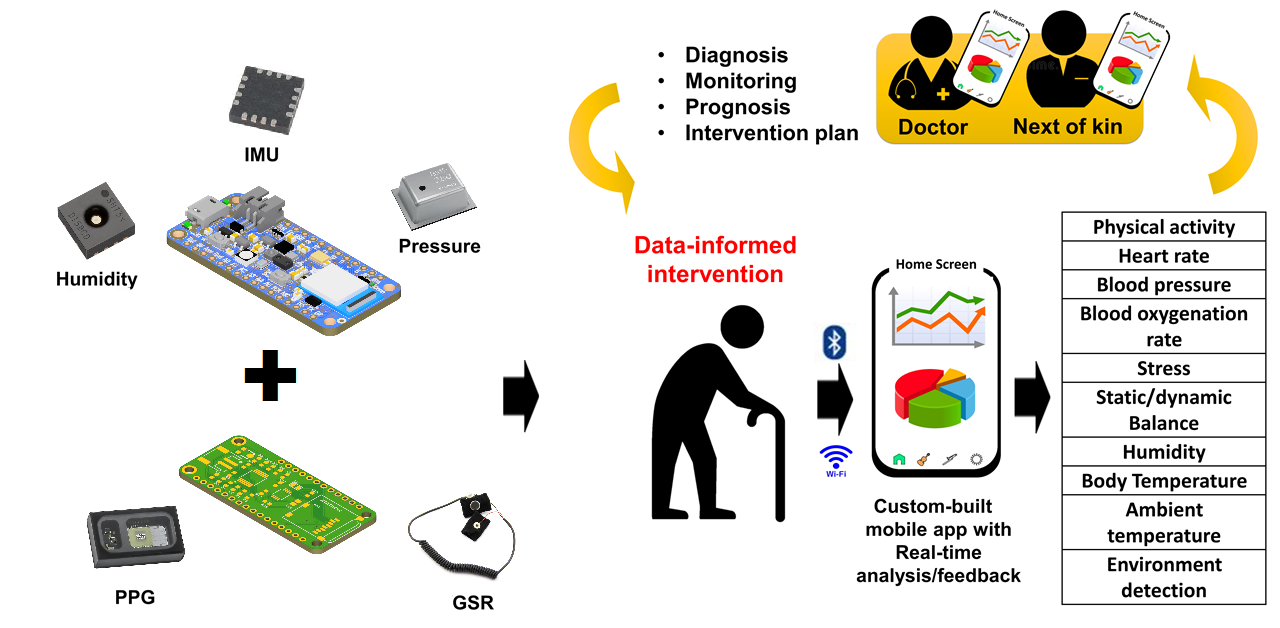 IMU
Humidity
Pressure
PPG
GSR
• Diagnosis
• Monitoring
• Prognosis
• Intervention plan
Home Screen
Home Screen
Doctor
Next of kin
Data-informed
intervention
Wi-Fi
Home Screen
Custom-built
mobile app with
Real-time
analysis/feedback
Physical activity
Heart rate
Blood pressure
Blood oxygenation
rate
Stress
Static/dynamic
Balance
Humidity
Body Temperature
Ambient
temperature
Environment
detection